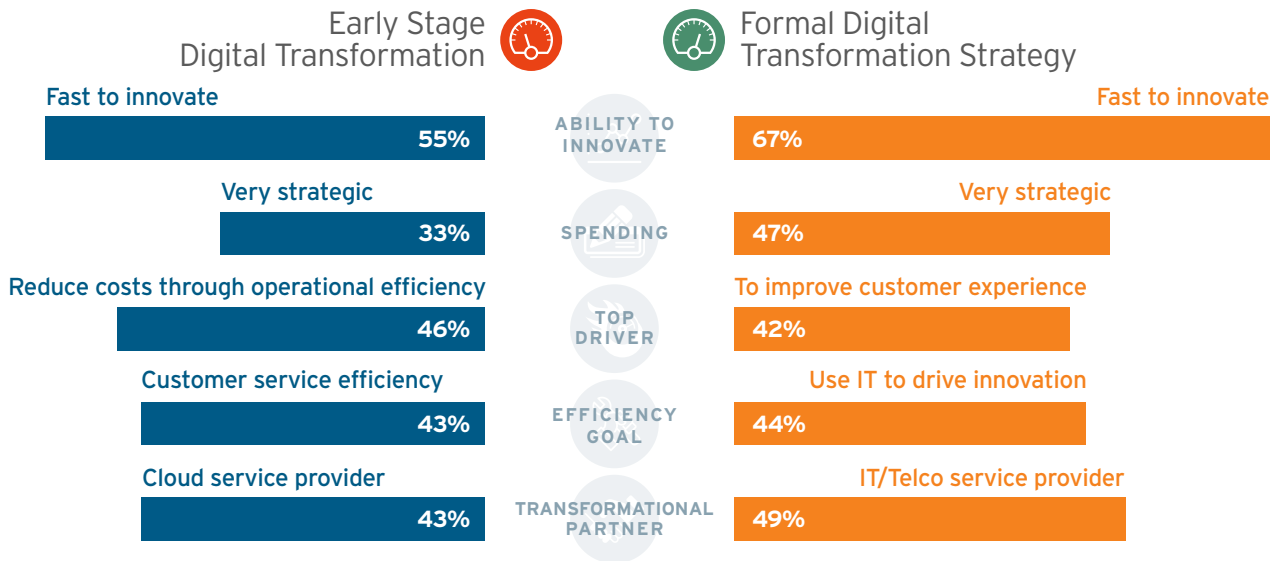 Early Stage
Digital Transformation
Formal Digital
Transformation Strategy
Fast to innovate
55%
ABILITY TO
INNOVATE
Fast to innovate
67%
Very strategic
33%
SPENDING
Very strategic
47%
Reduce costs through operational efficiency
46%
TOP
DRIVER
To improve customer experience
42%
Customer service efficiency
43%
EFFICIENCY
GOAL
Use IT to drive innovation
44%
Cloud service provider
43%
TRANSFORMATIONAL
PARTNER
IT/Telco service provider
49%